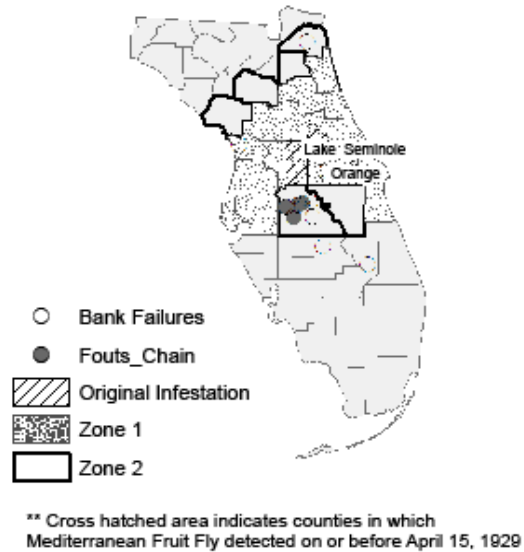 Lake Seminole
Orange
Bank Failures
Fouts_Chain
Original Infestation
Zone 1
Zone 2
** Cross hatched area indicates counties in which
Mediterranean Fruit Fly detected on or before April 15, 1929